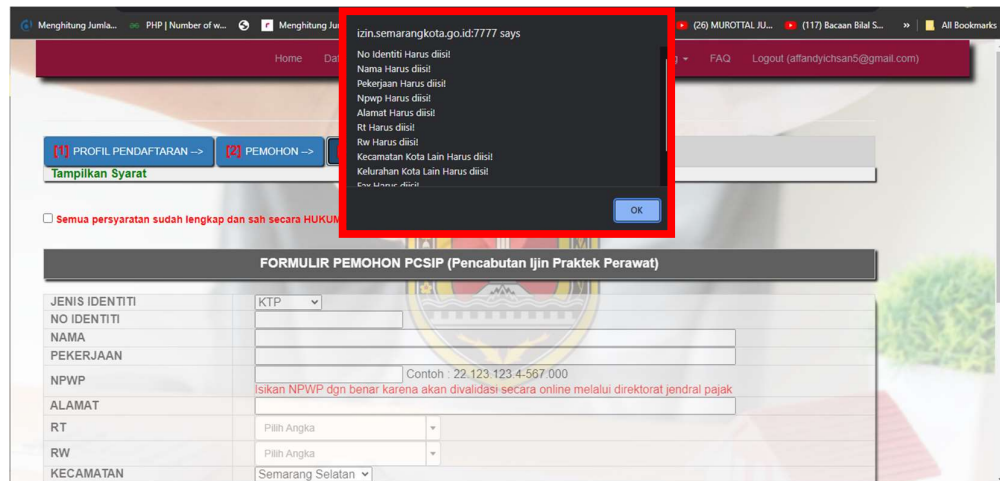 Menghitung Jumla...
PHP | Number of w...
Menghitung Ju
(26) MUROTTAL JU...
(117) Bacaan Bilal S...
»
All Bookmarks
Home
Dat
FAQ
Logout (affandyichsan5@gmail.com)
izin.semarangkota.go.id:7777 says
No Identiti Harus diisi!
Nama Harus diisi!
Pekerjaan Harus diisi!
Npwp Harus diisi!
Alamat Harus diisi!
Rt Harus diisi!
Rw Harus diisi!
Kecamatan Kota Lain Harus diisi!
Kelurahan Kota Lain Harus diisi!
Fax Harus diisi!
OK
[1] PROFIL PENDAFTARAN -->
[2] PEMOHON -->
Tampilkan Syarat
Semua persyaratan sudah lengkap dan sah secara HUKUM
FORMULIR PEMOHON PCSIP (Pencabutan Ijin Praktek Perawat)
JENIS IDENTITI KTP
NO IDENTITI
NAMA
PEKERJAAN
NPWP Contoh : 22.123.123.4-567.000
Isikan NPWP dgn benar karena akan divalidasi secara online melalui direktorat jendral pajak
ALAMAT
RT Pilih Angka
RW Pilih Angka
KECAMATAN Semarang Selatan